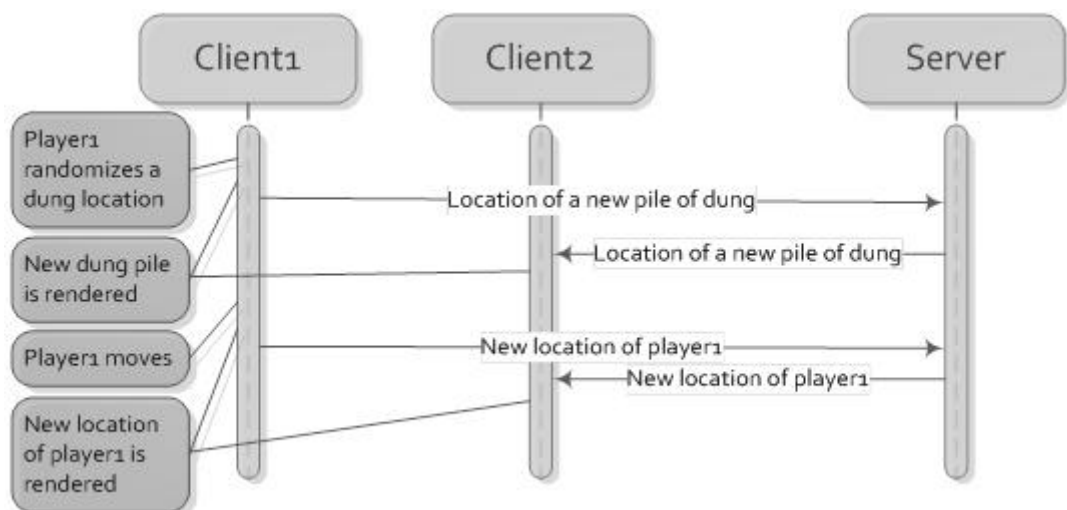 Client1
Client2
Server
Player1
randomizes a
dung location
Location of a new pile of dung
Location of a new pile of dung
New dung pile
is rendered
New location of player1
Player1 moves
New location of player1
New location
of player1 is
rendered